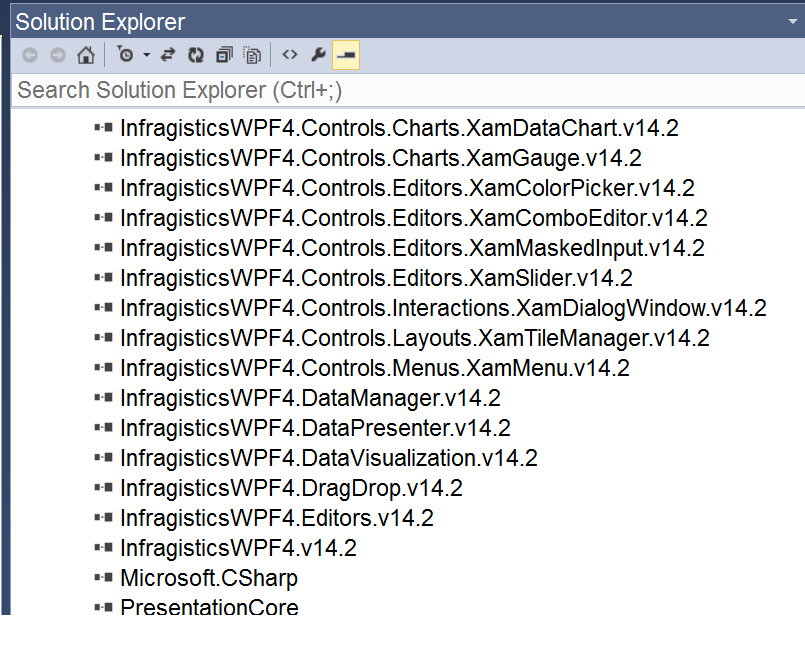 Solution Explorer
Search Solution Explorer (Ctrl+;)
InfragisticsWPF4.Controls.Charts.XamDataChart.v14.2
InfragisticsWPF4.Controls.Charts.XamGauge.v14.2
InfragisticsWPF4.Controls.Editors.XamColorPicker.v14.2
InfragisticsWPF4.Controls.Editors.XamComboEditor.v14.2
InfragisticsWPF4.Controls.Editors.XamMaskedInput.v14.2
InfragisticsWPF4.Controls.Editors.XamSlider.v14.2
InfragisticsWPF4.Controls.Interactions.XamDialogWindow.v14.2
InfragisticsWPF4.Controls.Layouts.XamTileManager.v14.2
InfragisticsWPF4.Controls.Menus.XamMenu.v14.2
InfragisticsWPF4.DataManager.v14.2
InfragisticsWPF4.DataPresenter.v14.2
InfragisticsWPF4.DataVisualization.v14.2
InfragisticsWPF4.DragDrop.v14.2
InfragisticsWPF4.Editors.v14.2
InfragisticsWPF4.v14.2
Microsoft.CSharp
PresentationCore